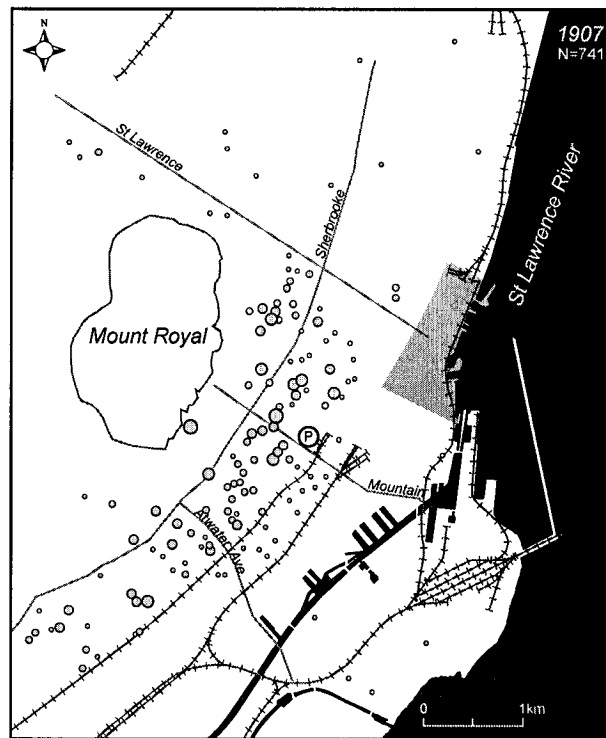 N
1907
N=741
St Lawrence
Sherbrooke
St Lawrence River
Mount Royal
P
Mountain
Atwater Ave
0 1km